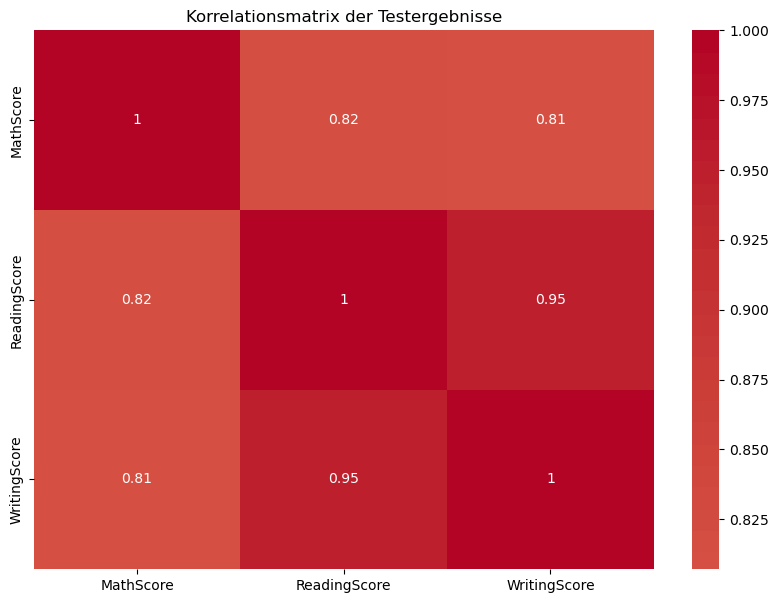 Korrelationsmatrix der Testergebnisse
MathScore
1
0.82
0.81
ReadingScore
0.82
1
0.95
WritingScore
0.81
0.95
1
MathScore
ReadingScore
WritingScore
1.000
0.975
0.950
0.925
0.900
0.875
0.850
0.825